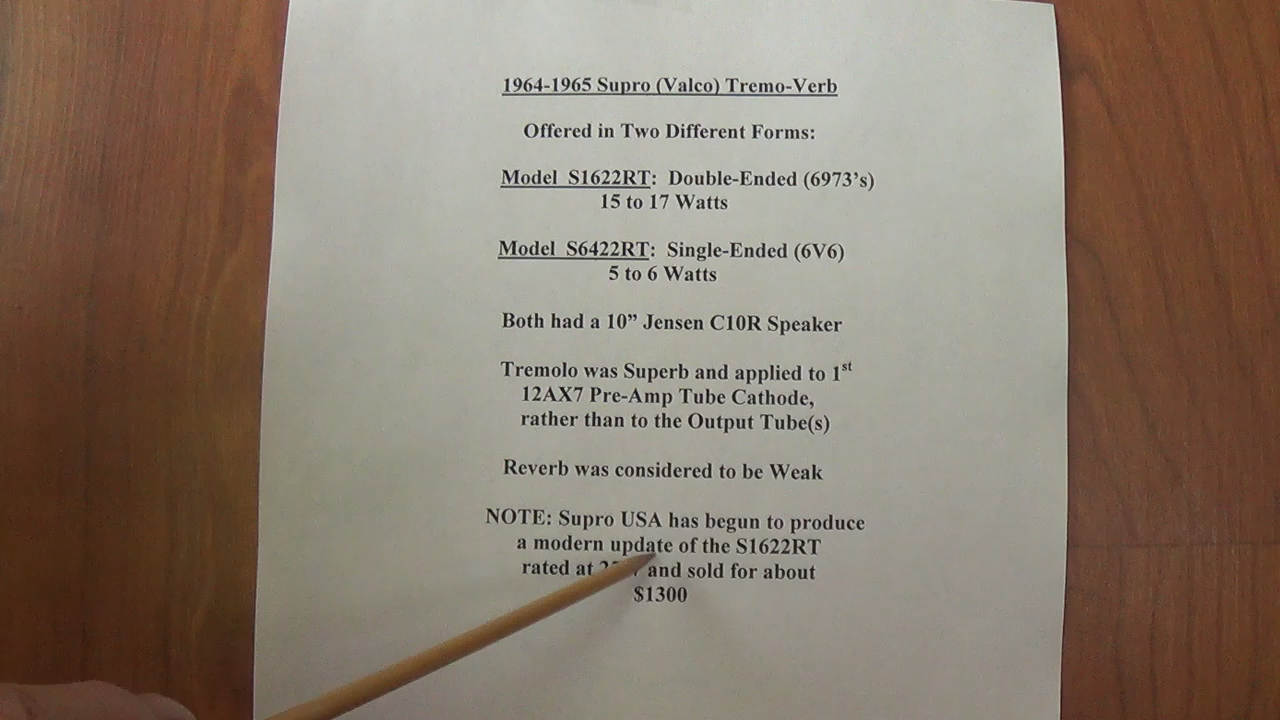 1964-1965 Supro (Valco) Tremo-Verb
Offered in Two Different Forms:
Model S1622RT: Double-Ended (6973's)
15 to 17 Watts
Model S6422RT: Single-Ended (6V6)
5 to 6 Watts
Both had a 10” Jensen C10R Speaker
Tremolo was Superb and applied to 1st
12AX7 Pre-Amp Tube Cathode,
rather than to the Output Tube(s)
Reverb was considered to be Weak
NOTE: Supro USA has begun to produce
a modern update of the S1622RT
rated at and sold for about
$1300